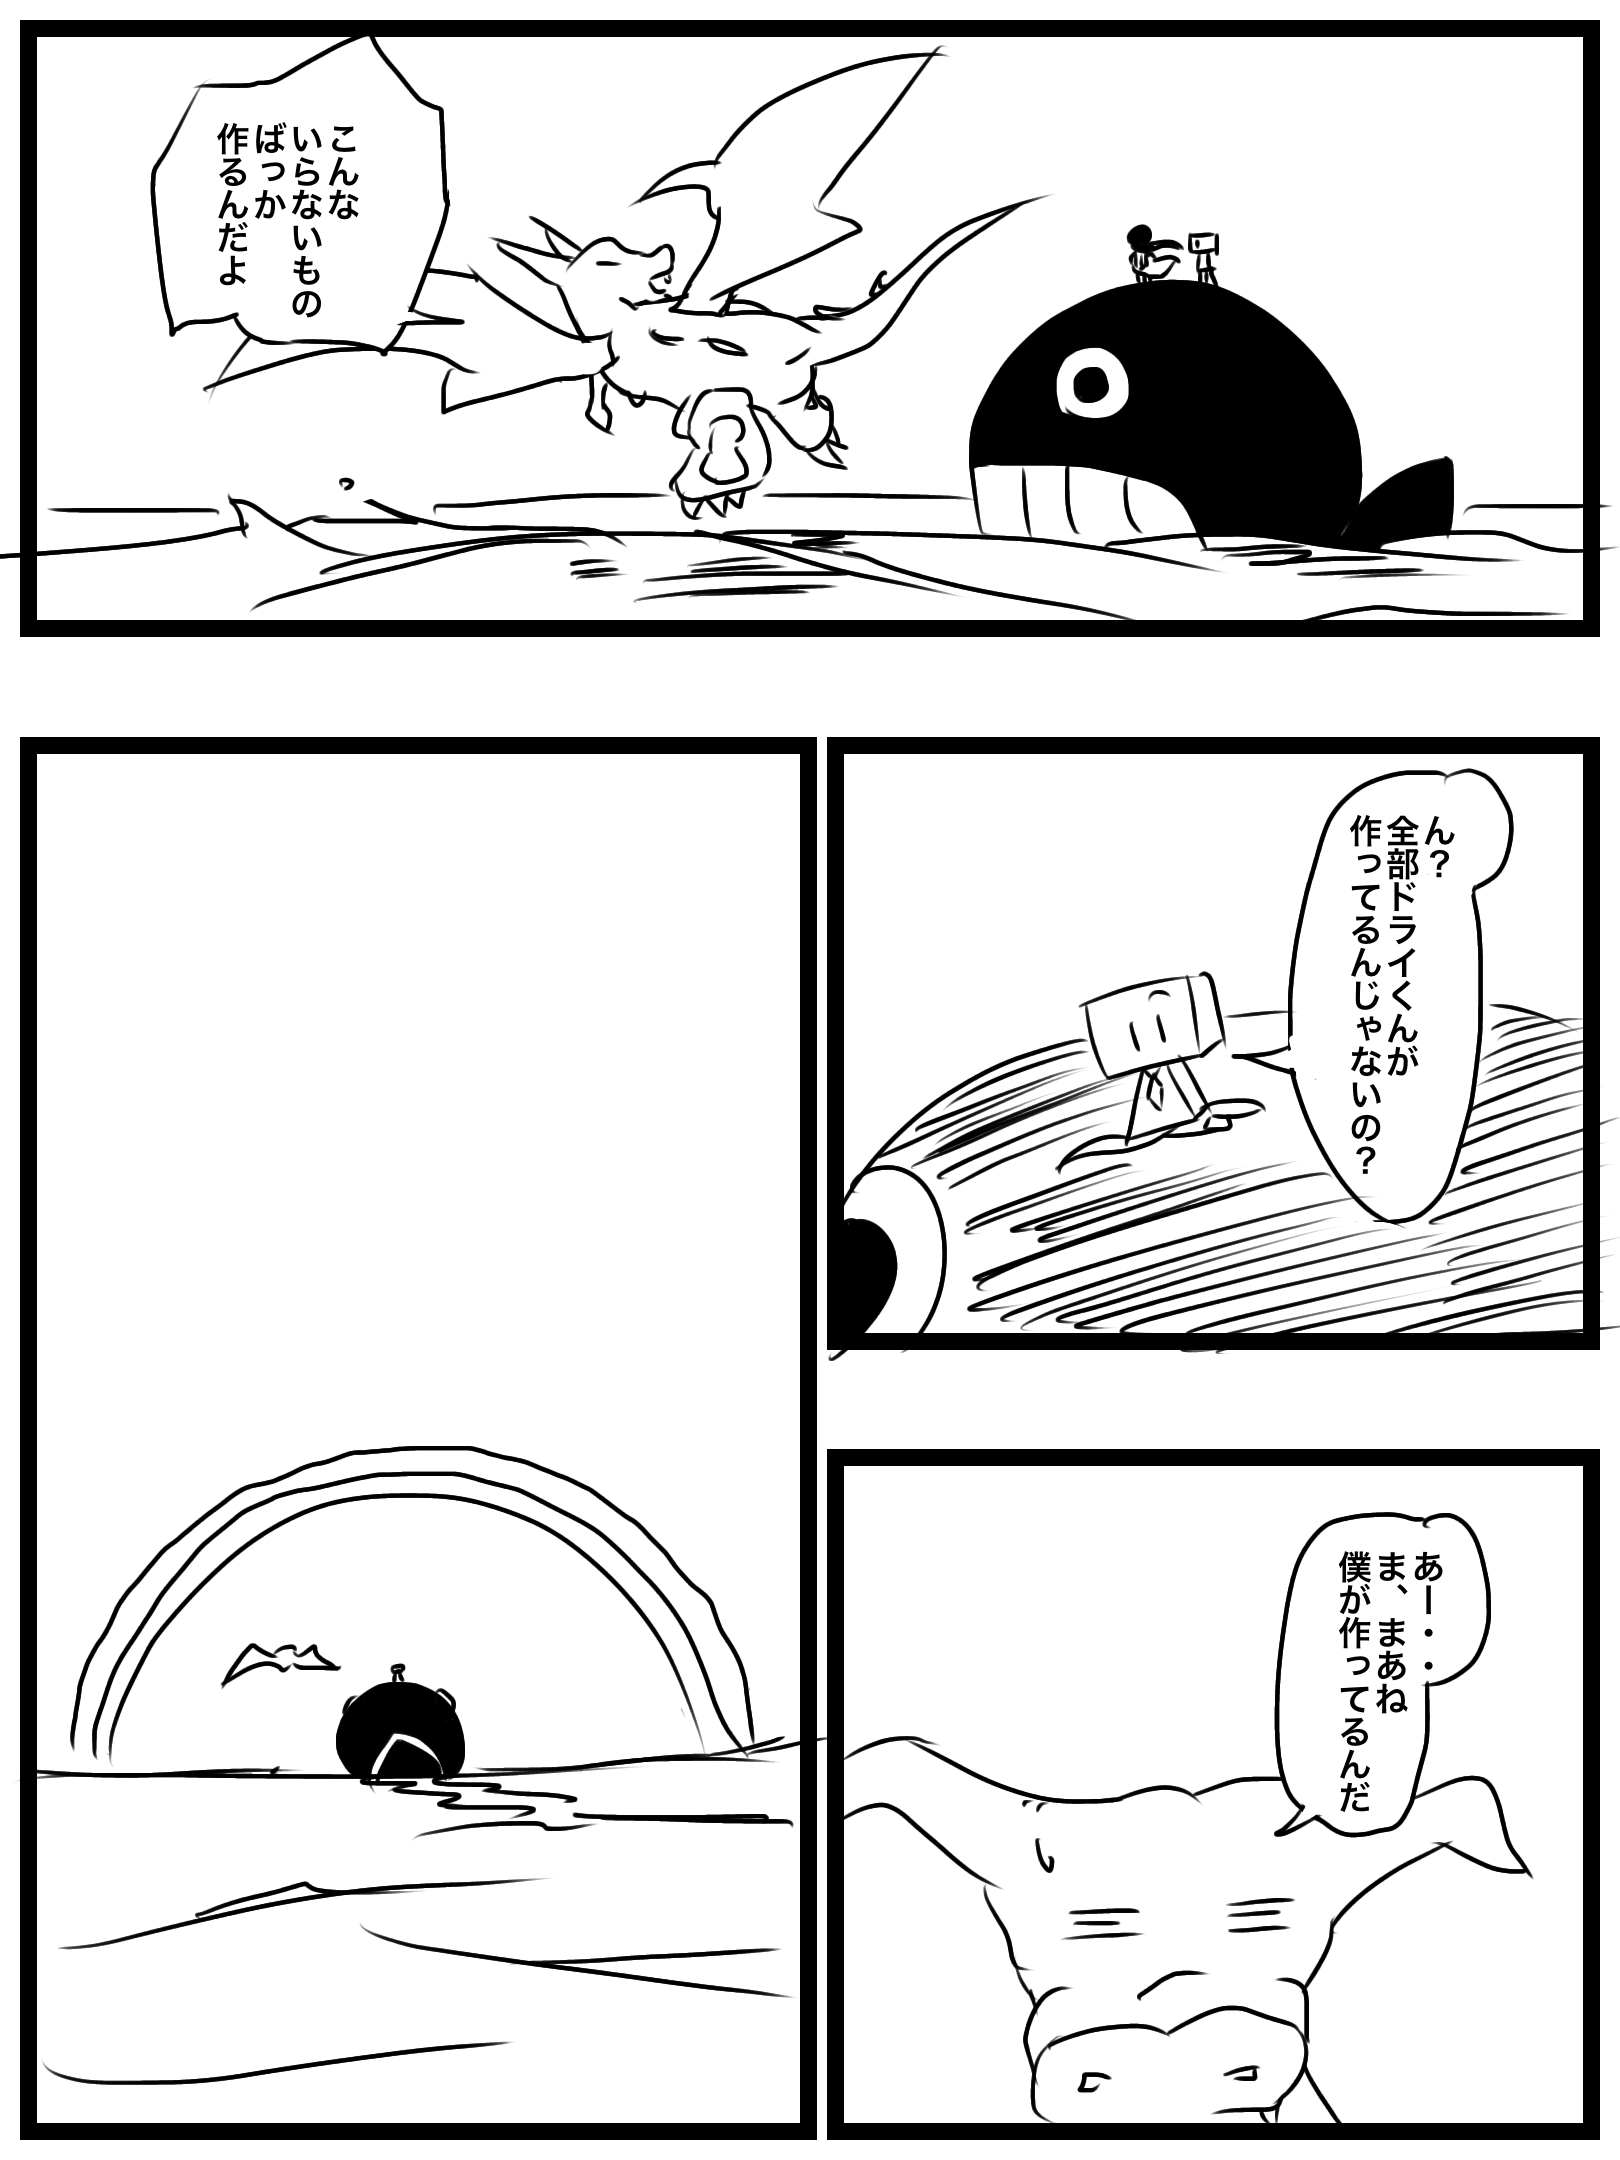 こんな
いらないもの
ばっか
作るんだよ
ん？
全部ドライくんが
作ってるんじゃないの？
あー・・
ま、まあね
僕が作ってるんだ